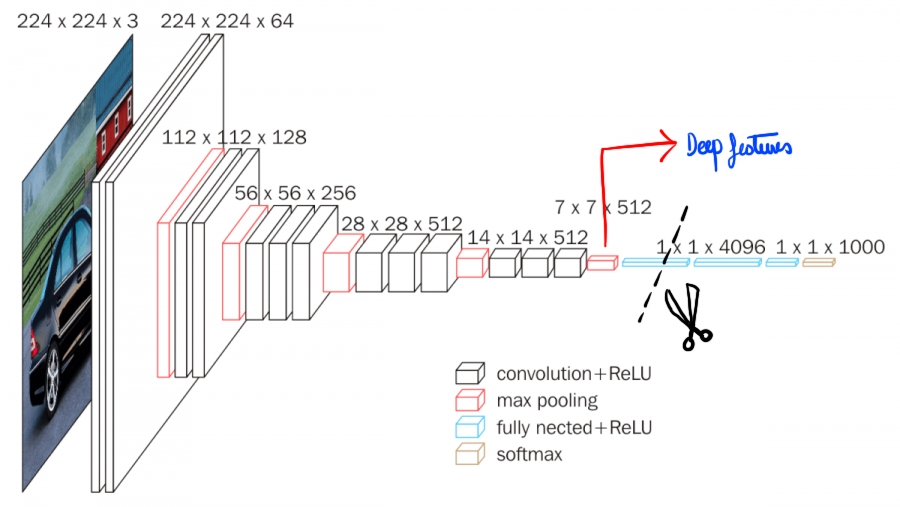 224 x 224 x 3
224 x 224 x 64
112 x 112 x 128
56 x 56 x 256
28 x 28 x 512
14 x 14 x 512
7 x 7 x 512
Deep features
1 x 1 x 4096
1 x 1 x 1000
convolution+ReLU
max pooling
fully nected+ReLU
softmax